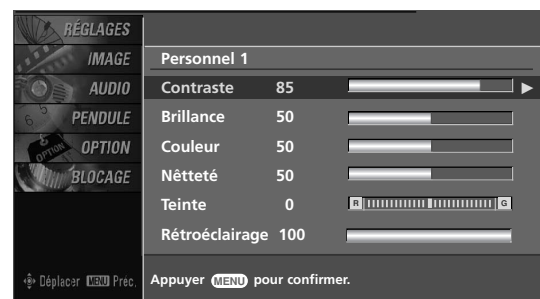 RÉGLAGES
IMAGE
AUDIO
PENDULE
OPTION
BLOCAGE
Déplacer MENU Préc.
Personnel 1
Contraste 85
Brillance 50
Couleur 50
Nêtteté 50
Teinte 0 R G
Rétroéclairage 100
Appuyer MENU pour confirmer.